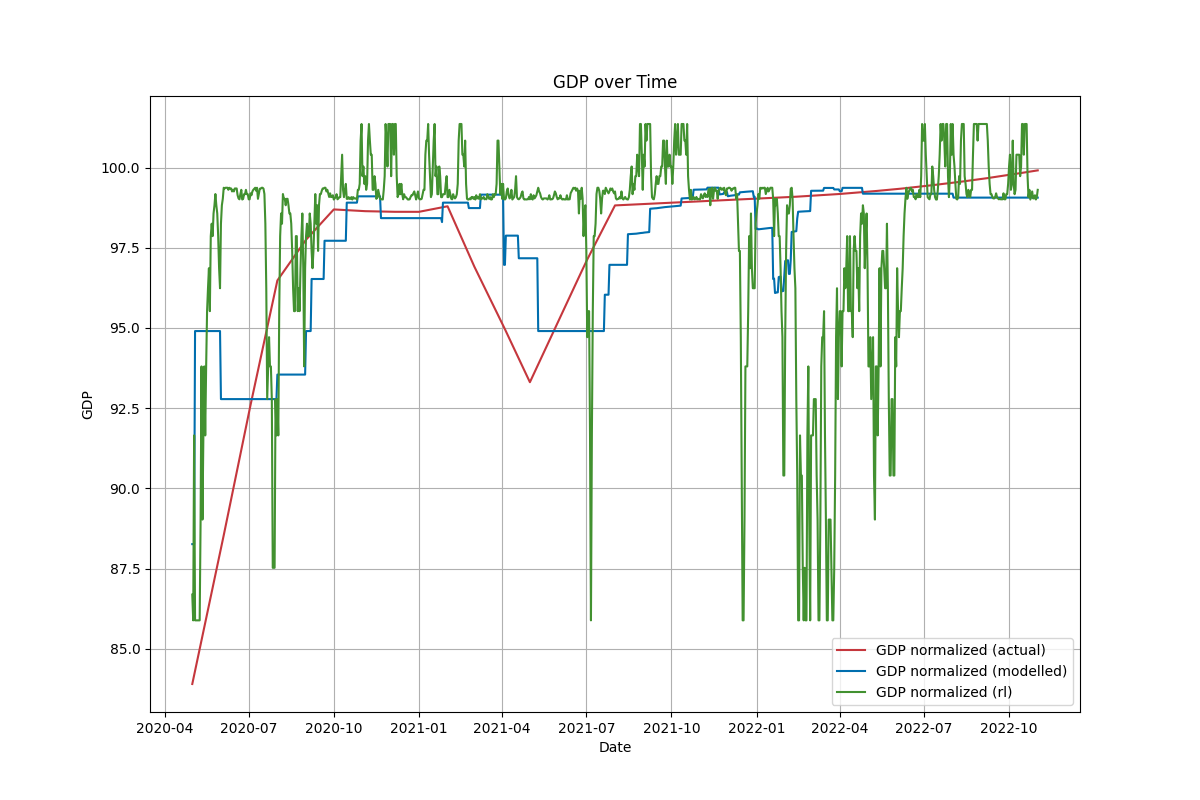 GDP over Time
100.0
97.5
95.0
92.5
90.0
87.5
85.0
GDP
GDP normalized (actual)
GDP normalized (modelled)
GDP normalized (rl)
2020-04 2020-07 2020-10 2021-01 2021-04 2021-07 2021-10 2022-01 2022-04 2022-07 2022-10
Date